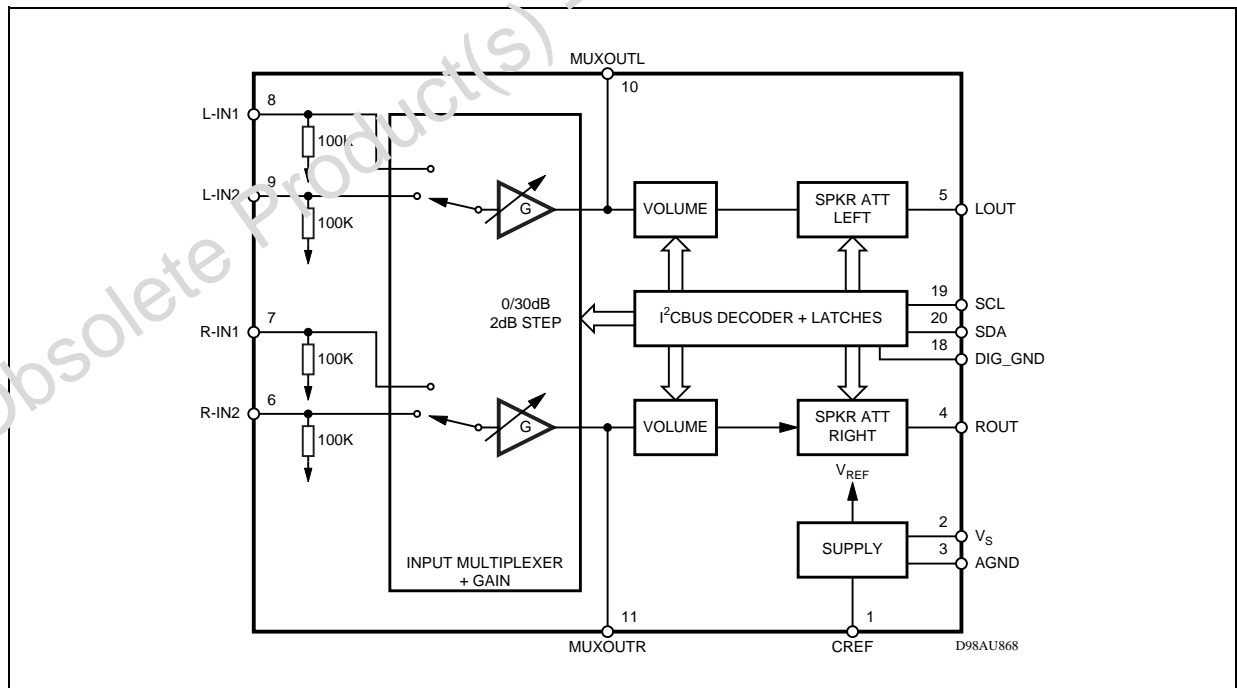 Obsolete Product(s)
MUXOUTL
10
L-IN1
8
100K
L-IN2
9
100K
R-IN1
7
100K
R-IN2
6
100K
G
G
0/30dB
2dB STEP
INPUT MULTIPLEXER
+ GAIN
VOLUME
SPKR ATT
LEFT
5
LOUT
I²CBUS DECODER + LATCHES
19
SCL
20
SDA
18
DIG_GND
VOLUME
SPKR ATT
RIGHT
4
ROUT
VREF
SUPPLY
2
VS
3
AGND
11
MUXOUTR
1
CREF
D98AU868